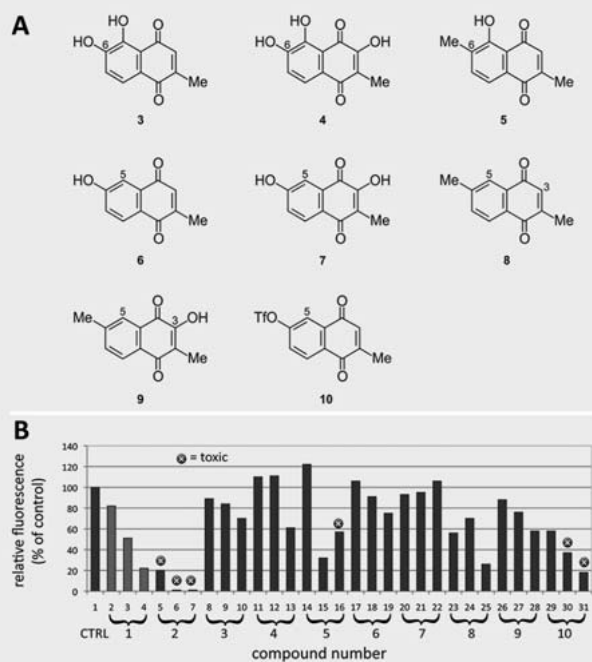 A
HO O
HO 6
Me
O
3
HO O
HO 6 OH
Me
O
4
HO O
Me 6
Me
O
5
O
HO 5
Me
O
6
O
HO 5 OH
Me
O
7
O
Me 5 3
Me
O
8
O
Me 5 3 OH
Me
O
9
O
TfO 5
Me
O
10
B
relative fluorescence
(% of control)
140
120
100
80
60
40
20
0
⊗ = toxic
1 2 3 4 5 6 7 8 9 10 11 12 13 14 15 16 17 18 19 20 21 22 23 24 25 26 27 28 29 30 31
CTRL 1 2 3 4 5 6 7 8 9 10
compound number